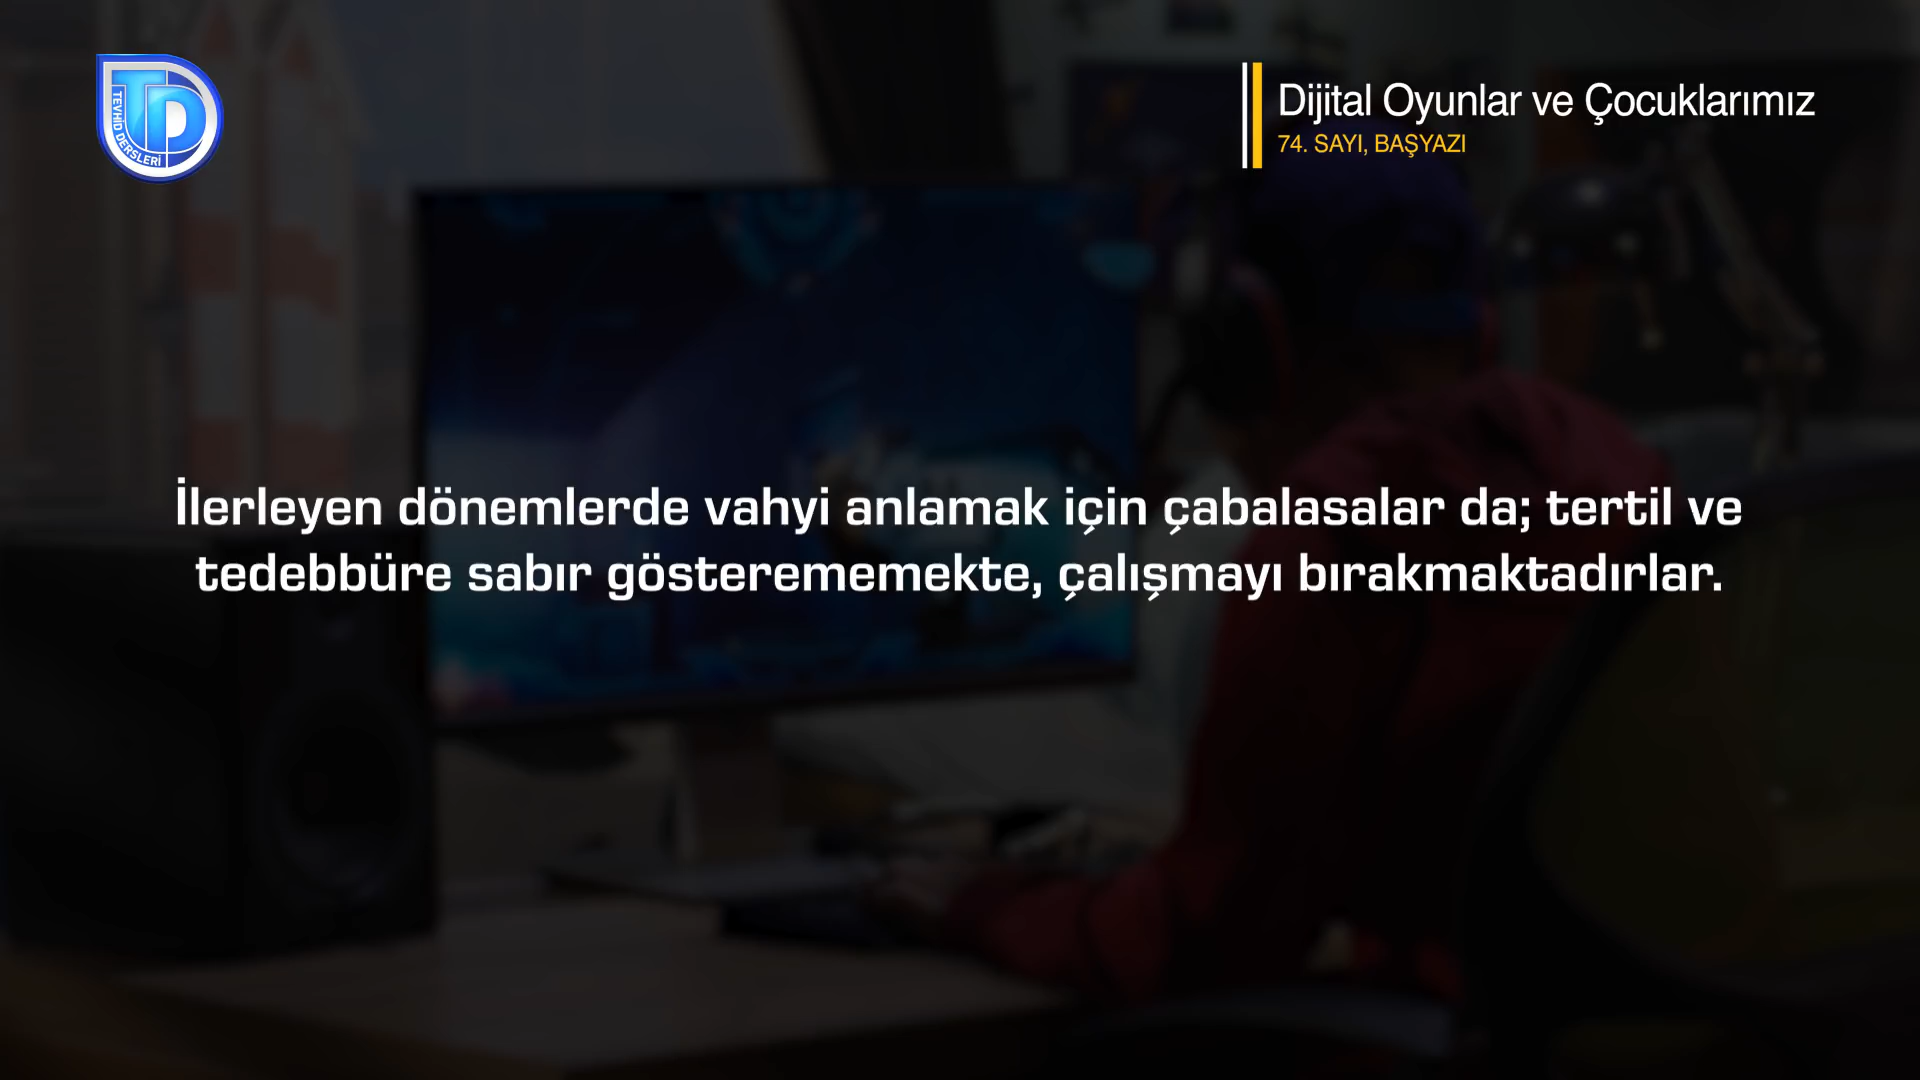 TD
TEVHİD DERSLERİ
Dijital Oyunlar ve Çocuklarımız
74. SAYI, BAŞYAZI
İlerleyen dönemlerde vahyi anlamak için çabalasalar da; tertil ve
tedebbüre sabır gösterememekte, çalışmayı bırakmaktadırlar.